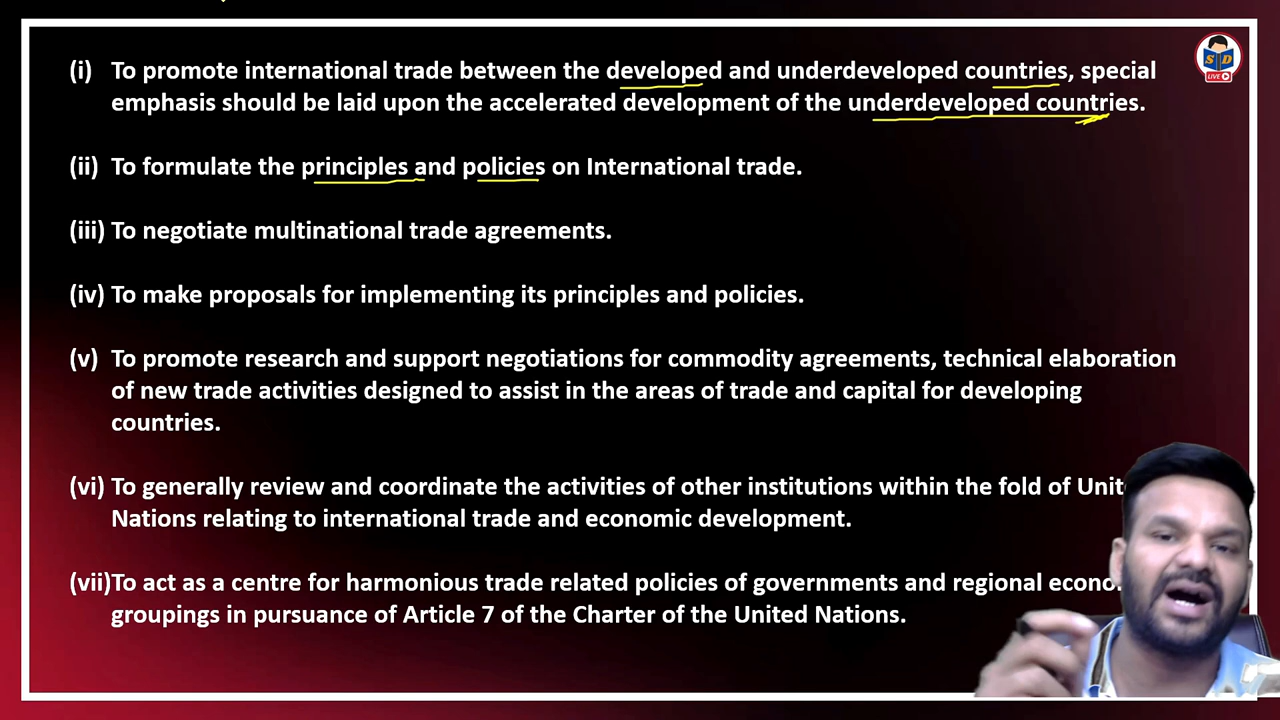 S D
LIVE
(i) To promote international trade between the developed and underdeveloped countries, special
emphasis should be laid upon the accelerated development of the underdeveloped countries.
(ii) To formulate the principles and policies on International trade.
(iii) To negotiate multinational trade agreements.
(iv) To make proposals for implementing its principles and policies.
(v) To promote research and support negotiations for commodity agreements, technical elaboration
of new trade activities designed to assist in the areas of trade and capital for developing
countries.
(vi) To generally review and coordinate the activities of other institutions within the fold of
Nations relating to international trade and economic development.
(vii)To act as a centre for harmonious trade related policies of governments and regional
groupings in pursuance of Article 7 of the Charter of the United Nations.